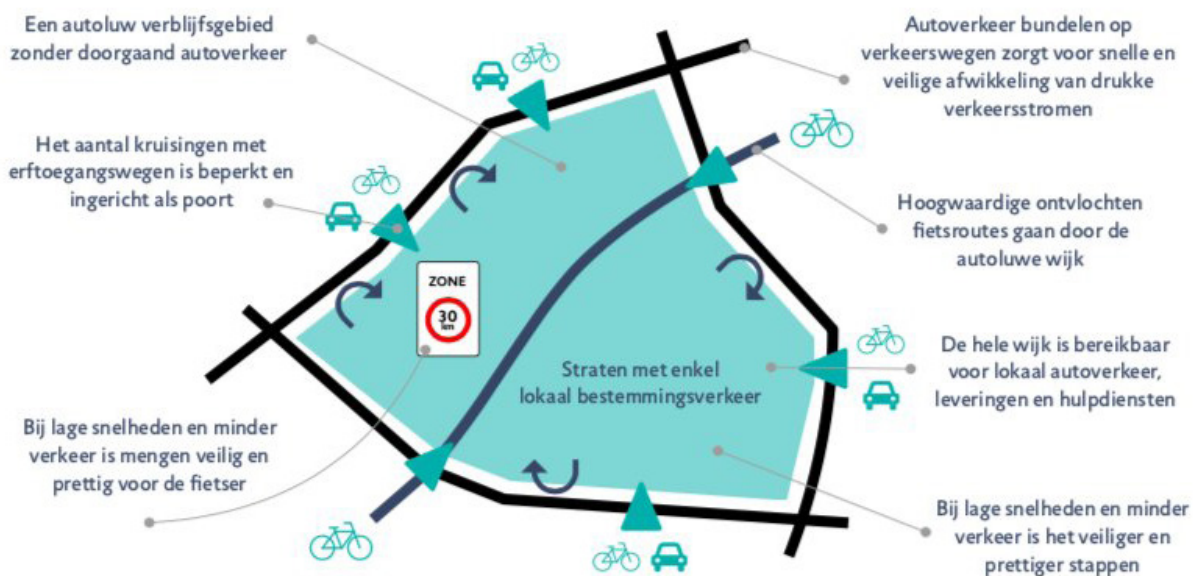 Een autoluw verblijfsgebied
zonder doorgaand autoverkeer
Autoverkeer bundelen op
verkeerswegen zorgt voor snelle en
veilige afwikkeling van drukke
verkeersstromen
Het aantal kruisingen met
erftoegangswegen is beperkt en
ingericht als poort
Hoogwaardige ontvlochten
fietsroutes gaan door de
autoluwe wijk
ZONE
30
km
Straten met enkel
lokaal bestemmingsverkeer
De hele wijk is bereikbaar
voor lokaal autoverkeer,
leveringen en hulpdiensten
Bij lage snelheden en minder
verkeer is mengen veilig en
prettig voor de fietser
Bij lage snelheden en minder
verkeer is het veiliger en
prettiger stappen